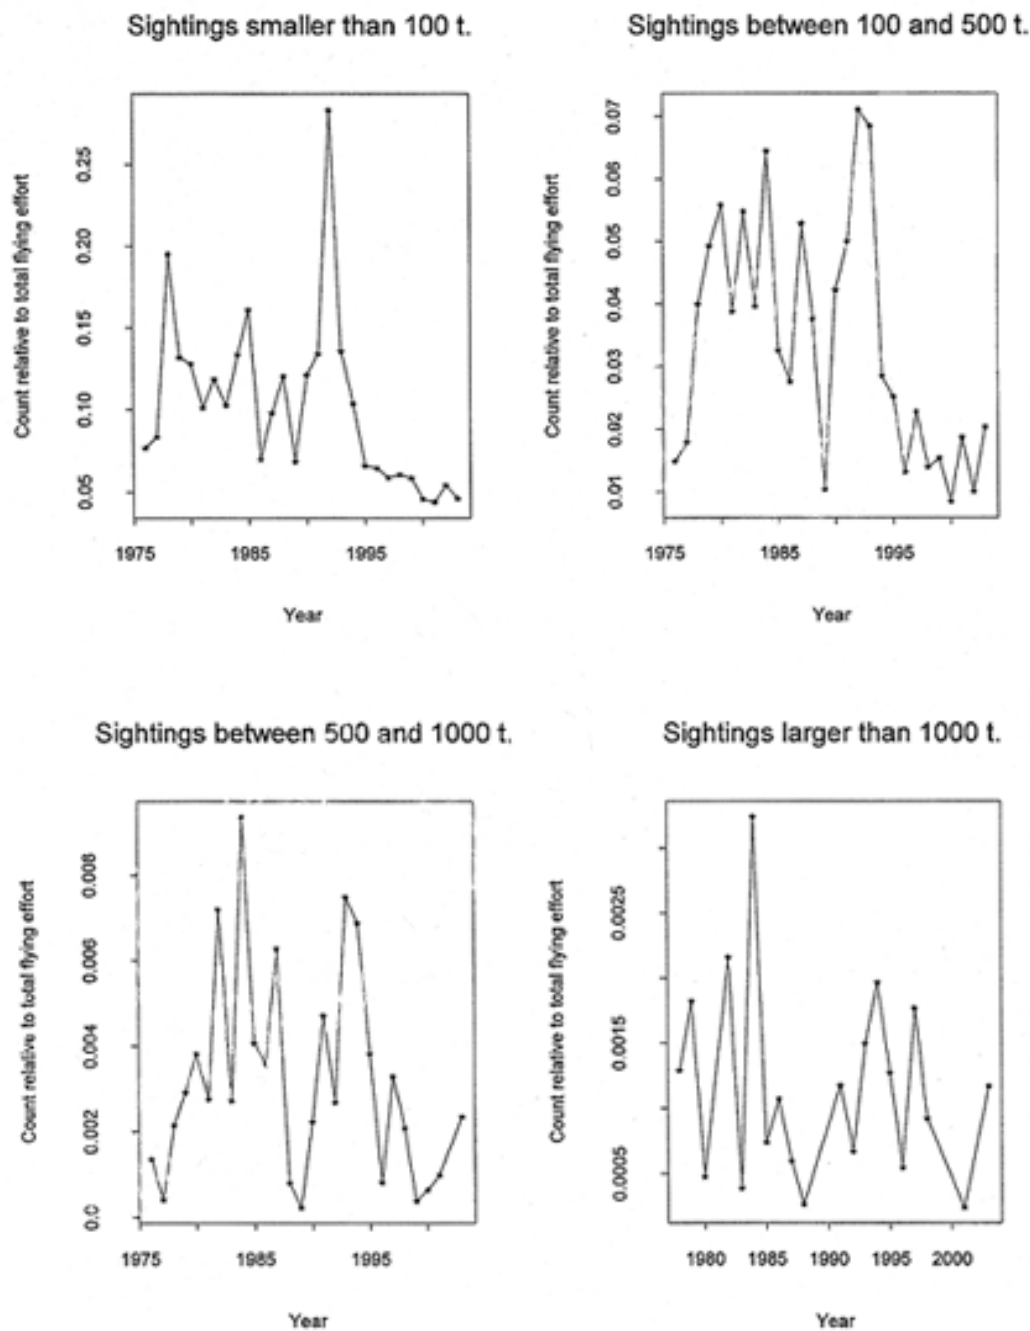 Sightings smaller than 100 t.
Count relative to total flying effort
0.25
0.20
0.15
0.10
0.05
1975 1985 1995
Year
Sightings between 100 and 500 t.
Count relative to total flying effort
0.07
0.06
0.05
0.04
0.03
0.02
0.01
1975 1985 1995
Year
Sightings between 500 and 1000 t.
Count relative to total flying effort
0.008
0.006
0.004
0.002
0.0
1975 1985 1995
Year
Sightings larger than 1000 t.
Count relative to total flying effort
0.0025
0.0015
0.0005
1980 1985 1990 1995 2000
Year